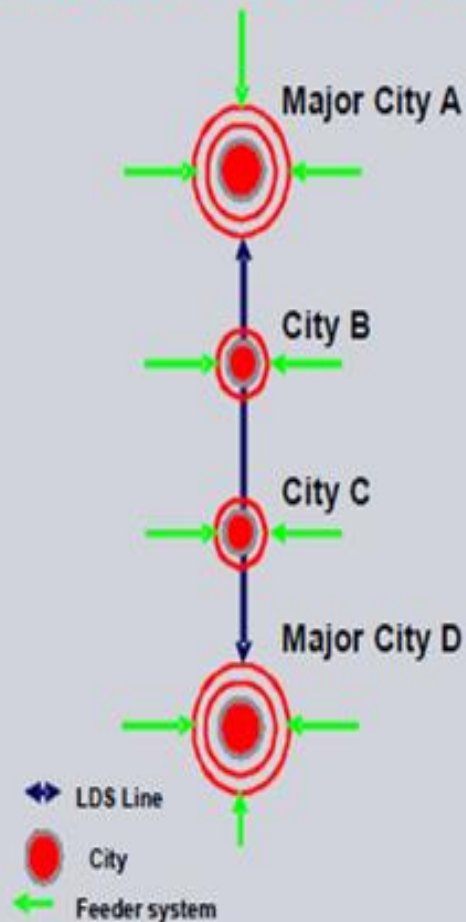 Major City A
City B
City C
Major City D
LDS Line
City
Feeder system